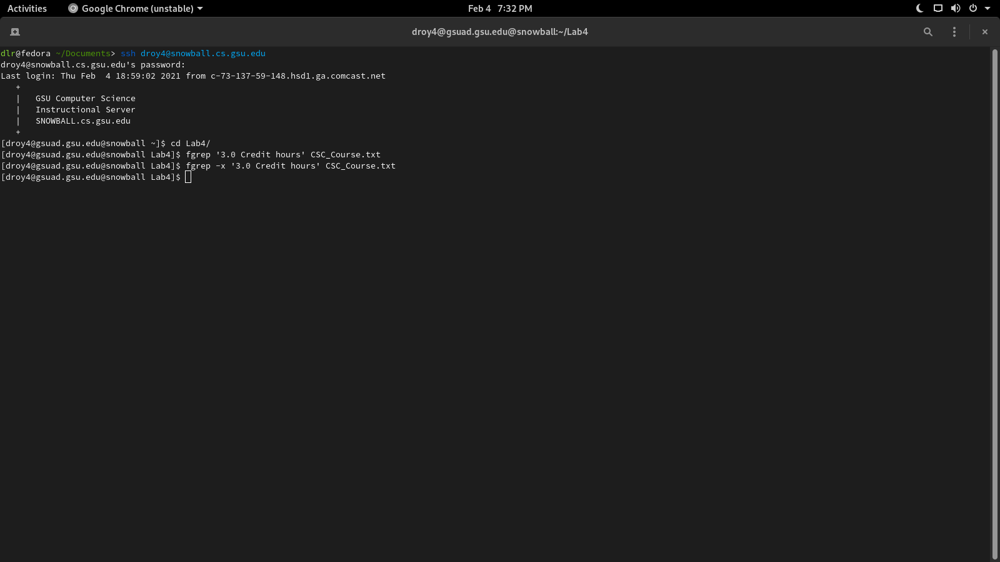 Activities Google Chrome (unstable) Feb 4 7:32 PM
droy4@gsuad.gsu.edu@snowball:~/Lab4
dlr@fedora ~/Documents> ssh droy4@snowball.cs.gsu.edu
droy4@snowball.cs.gsu.edu's password:
Last login: Thu Feb  4 18:59:02 2021 from c-73-137-59-148.hsd1.ga.comcast.net
   +
   |   GSU Computer Science
   |   Instructional Server
   |   SNOWBALL.cs.gsu.edu
   +
[droy4@gsuad.gsu.edu@snowball ~]$ cd Lab4/
[droy4@gsuad.gsu.edu@snowball Lab4]$ fgrep '3.0 Credit hours' CSC_Course.txt
[droy4@gsuad.gsu.edu@snowball Lab4]$ fgrep -x '3.0 Credit hours' CSC_Course.txt
[droy4@gsuad.gsu.edu@snowball Lab4]$